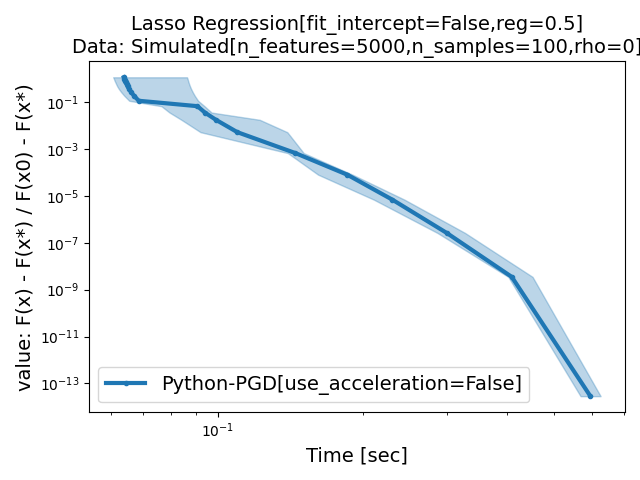 Lasso Regression[fit_intercept=False,reg=0.5]
Data: Simulated[n_features=5000,n_samples=100,rho=0]
value: F(x) - F(x*) / F(x0) - F(x*)
10⁻¹
10⁻³
10⁻⁵
10⁻⁷
10⁻⁹
10⁻¹¹
10⁻¹³
Python-PGD[use_acceleration=False]
10⁻¹
Time [sec]